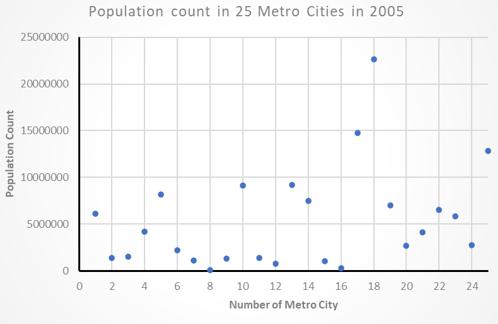 Population count in 25 Metro Cities in 2005
25000000
20000000
15000000
10000000
5000000
0
Population Count
0 2 4 6 8 10 12 14 16 18 20 22 24
Number of Metro City